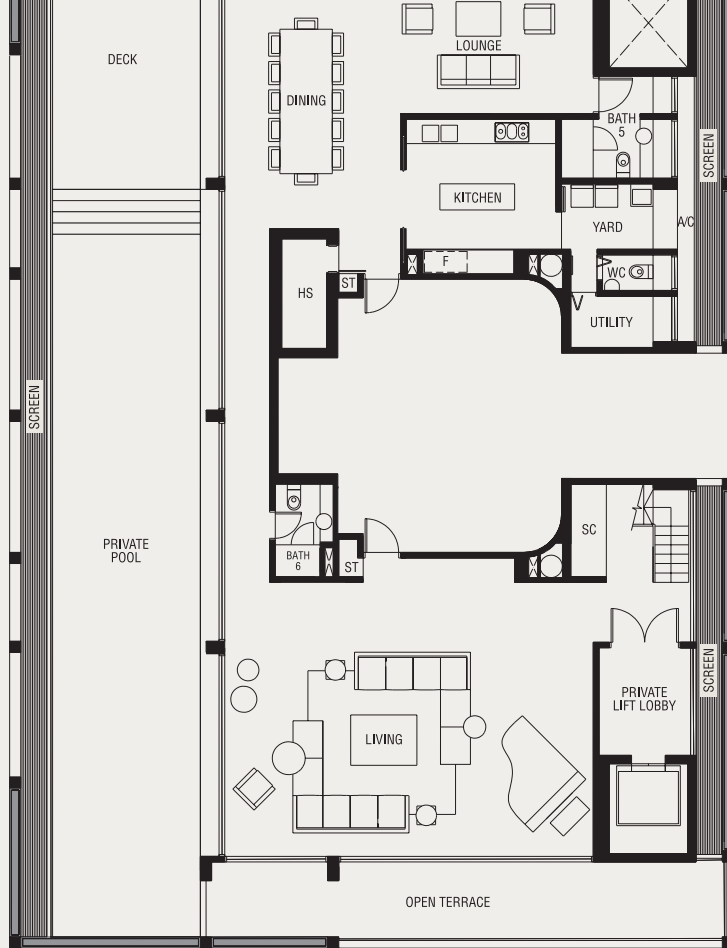 LOUNGE
DECK
DINING
BATH
5
SCREEN
KITCHEN
YARD
A/C
F
WC
ST
HS
UTILITY
SCREEN
SC
PRIVATE
POOL
BATH
6
ST
SCREEN
PRIVATE
LIFT LOBBY
LIVING
OPEN TERRACE